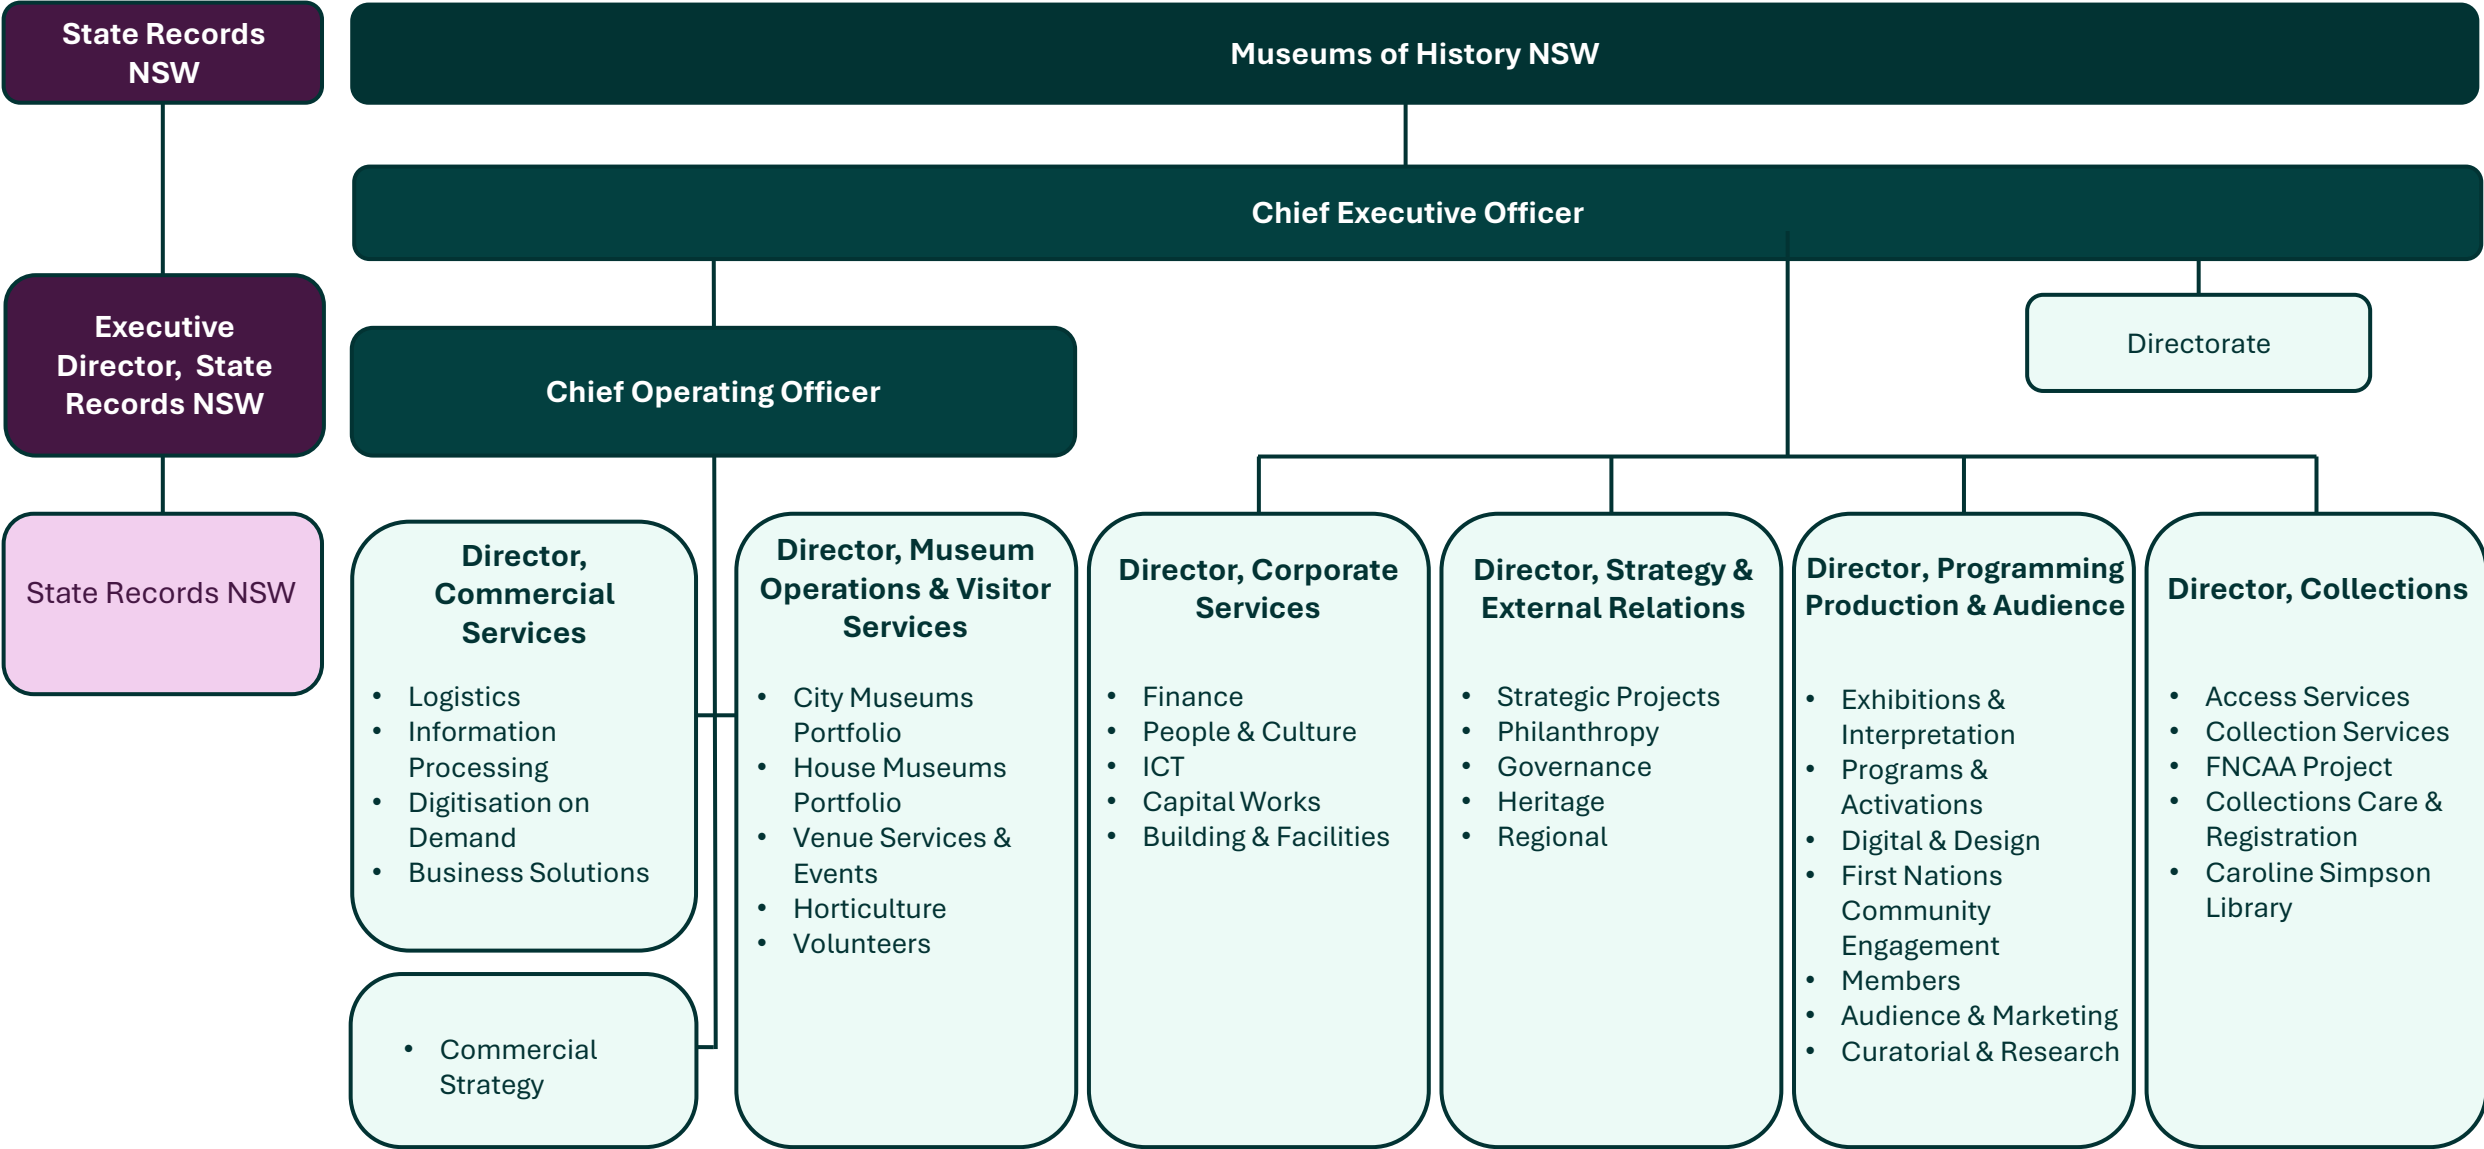 State Records
NSW
Museums of History NSW
Chief Executive Officer
Executive
Director, State
Records NSW
Directorate
Chief Operating Officer
State Records NSW
Director,
Commercial
Services
• Logistics
• Information
Processing
• Digitisation on
Demand
• Business Solutions
• Commercial
Strategy
Director, Museum
Operations & Visitor
Services
• City Museums
Portfolio
• House Museums
Portfolio
• Venue Services &
Events
• Horticulture
• Volunteers
Director, Corporate
Services
• Finance
• People & Culture
• ICT
• Capital Works
• Building & Facilities
Director, Strategy &
External Relations
• Strategic Projects
• Philanthropy
• Governance
• Heritage
• Regional
Director, Programming
Production & Audience
• Exhibitions &
Interpretation
• Programs &
Activations
• Digital & Design
• First Nations
Community
Engagement
• Members
• Audience & Marketing
• Curatorial & Research
Director, Collections
• Access Services
• Collection Services
• FNCAA Project
• Collections Care &
Registration
• Caroline Simpson
Library